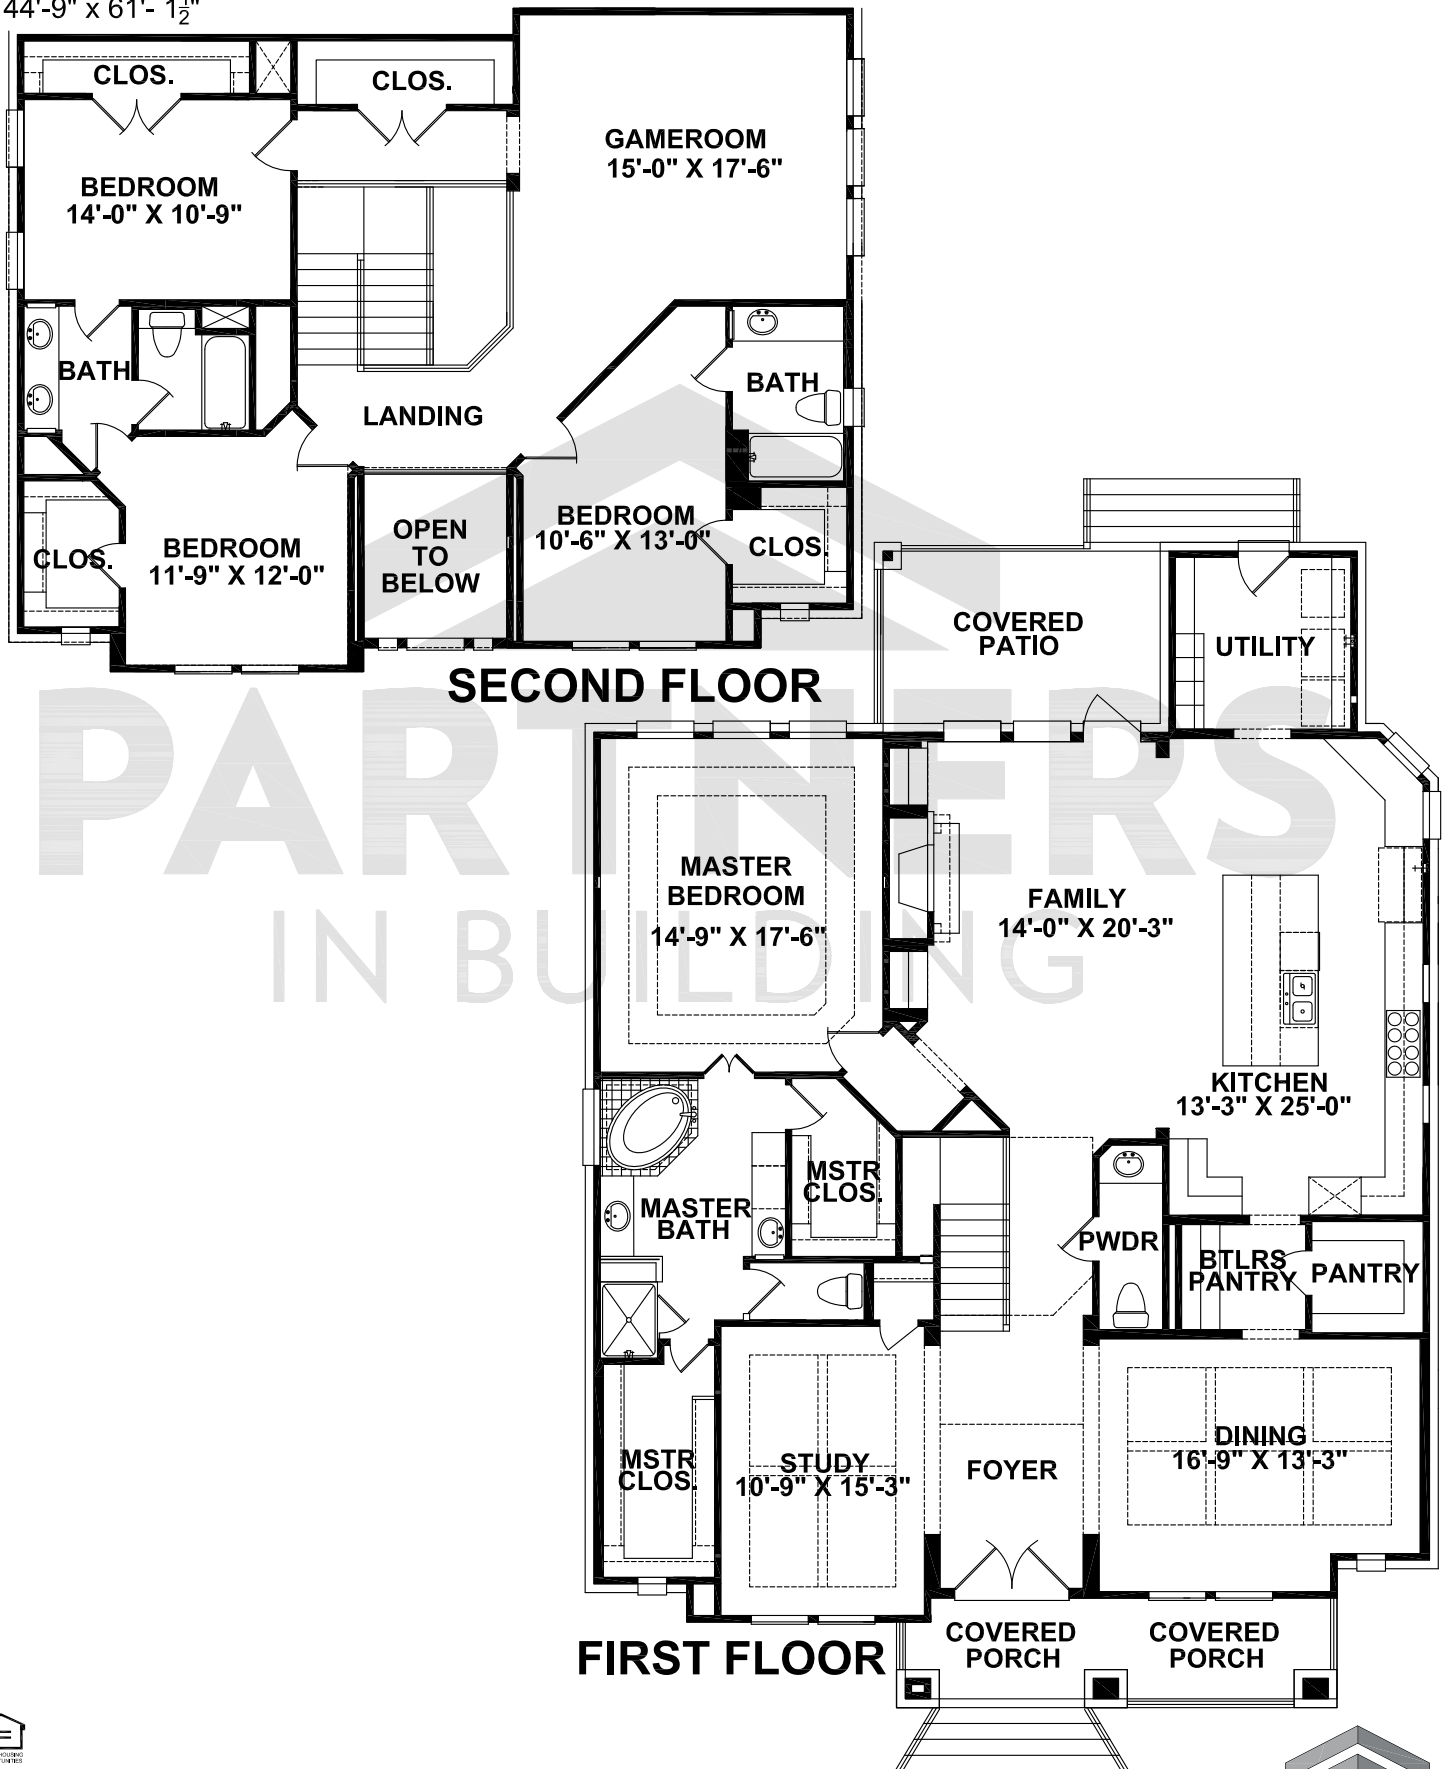 44'-9" x 61'- 1½"
CLOS.
CLOS.
GAMEROOM
15'-0" X 17'-6"
BEDROOM
14'-0" X 10'-9"
BATH
BATH
LANDING
BEDROOM
10'-6" X 13'-0"
OPEN
TO
BELOW
CLOS.
CLOS.
BEDROOM
11'-9" X 12'-0"
SECOND FLOOR
COVERED
PATIO
UTILITY
PARTNERS
IN BUILDING
MASTER
BEDROOM
14'-9" X 17'-6"
FAMILY
14'-0" X 20'-3"
KITCHEN
13'-3" X 25'-0"
MSTR
CLOS.
MASTER
BATH
PWDR
BTLRS
PANTRY
PANTRY
MSTR
CLOS.
STUDY
10'-9" X 15'-3"
FOYER
DINING
16'-9" X 13'-3"
FIRST FLOOR
COVERED
PORCH
COVERED
PORCH